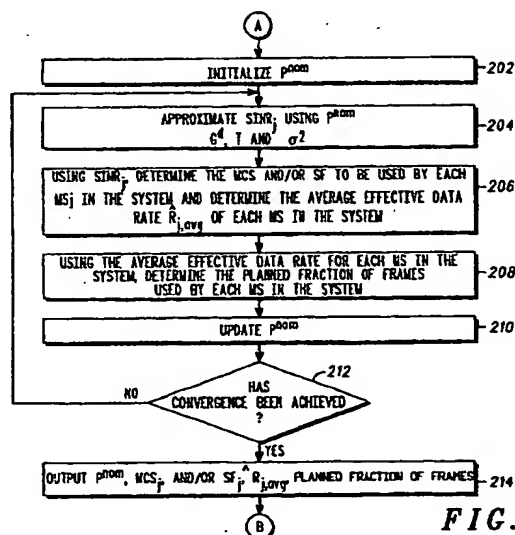 A
INITIALIZE P^nom
202
APPROXIMATE SINR_j USING P^nom
G^d, T AND σ^2
204
USING SINR_j, DETERMINE THE MCS AND/OR SF TO BE USED BY EACH
MS_j IN THE SYSTEM AND DETERMINE THE AVERAGE EFFECTIVE DATA
RATE R̂_j,avg OF EACH MS IN THE SYSTEM
206
USING THE AVERAGE EFFECTIVE DATA RATE FOR EACH MS IN THE
SYSTEM, DETERMINE THE PLANNED FRACTION OF FRAMES
USED BY EACH MS IN THE SYSTEM
208
UPDATE P^nom
210
212
HAS
CONVERGENCE BEEN ACHIEVED
?
NO
YES
OUTPUT P^nom, MCS_j, AND/OR SF_j, R̂_j,avg, PLANNED FRACTION OF FRAMES
214
B
FIG.